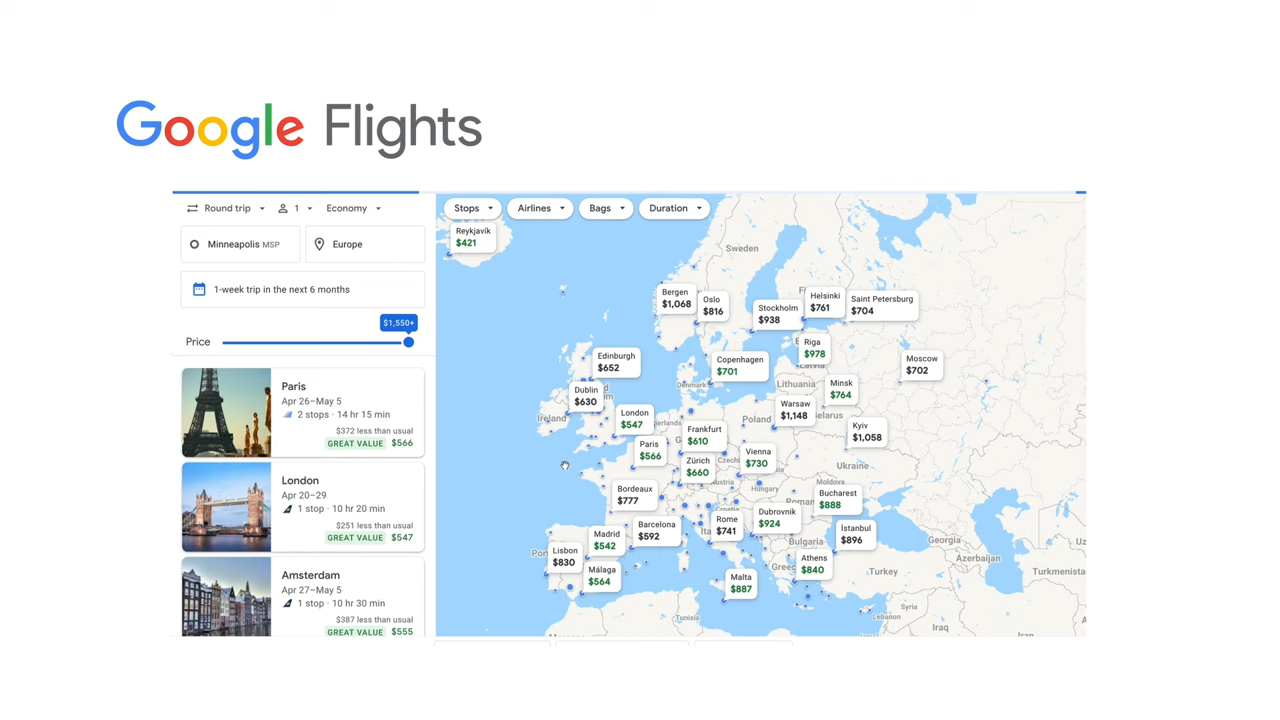 Google Flights
Round trip
1
Economy
Stops
Airlines
Bags
Duration
Minneapolis MSP
Europe
1-week trip in the next 6 months
$1,550+
Price
Paris
Apr 26–May 5
2 stops · 14 hr 15 min
$372 less than usual
GREAT VALUE $566
London
Apr 20–29
1 stop · 10 hr 20 min
$251 less than usual
GREAT VALUE $547
Amsterdam
Apr 27–May 5
1 stop · 10 hr 30 min
$387 less than usual
GREAT VALUE $555
Reykjavík
$421
Sweden
Bergen
$1,068
Oslo
$816
Stockholm
$938
Helsinki
$761
Saint Petersburg
$704
Riga
$978
Latvia
Edinburgh
$652
Copenhagen
$701
Moscow
$702
Denmark
Lithuania
Minsk
$764
Dublin
$630
Ireland
London
$547
Warsaw
$1,148
Poland
Frankfurt
$610
Kyiv
$1,058
Paris
$566
Zürich
$660
Vienna
$730
Ukraine
Hungary
Moldova
Bordeaux
$777
Bucharest
$888
Barcelona
$592
Rome
$741
Dubrovnik
$924
İstanbul
$896
Madrid
$542
Bulgaria
Georgia
Lisbon
$830
Azerbaijan
Athens
$840
Málaga
$564
Malta
$887
Turkey
Turkmenista
Syria
Lebanon
Tunisia
Iraq